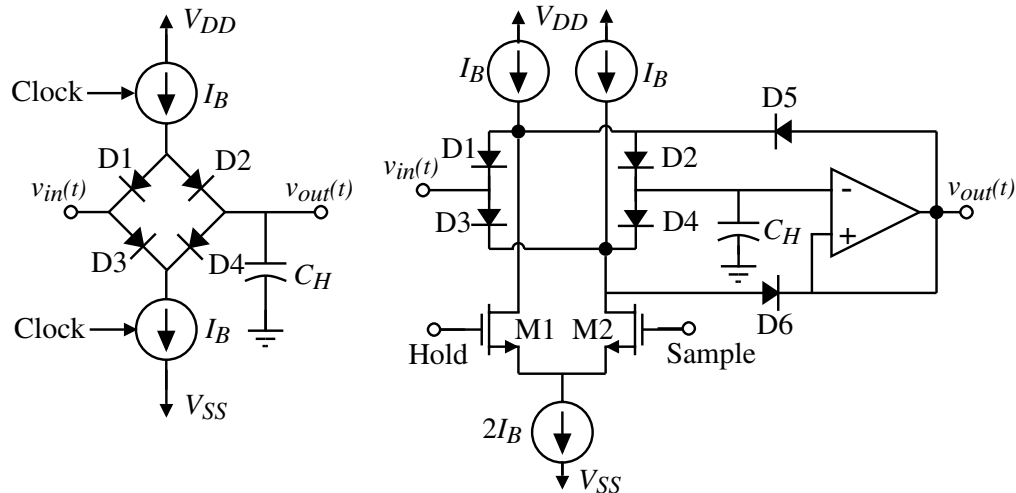 V_DD
Clock
I_B
D1
D2
v_in(t)
v_out(t)
D3
D4
C_H
Clock
I_B
V_SS
V_DD
I_B
I_B
D5
D1
D2
v_in(t)
D3
D4
C_H
-
+
v_out(t)
D6
M1
M2
Hold
Sample
2I_B
V_SS